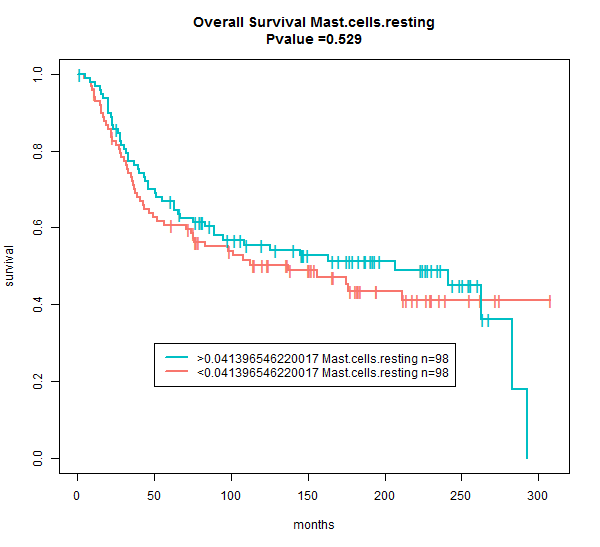 Overall Survival Mast.cells.resting
Pvalue =0.529
1.0
0.8
0.6
0.4
0.2
0.0
survival
>0.041396546220017 Mast.cells.resting n=98
<0.041396546220017 Mast.cells.resting n=98
0 50 100 150 200 250 300
months